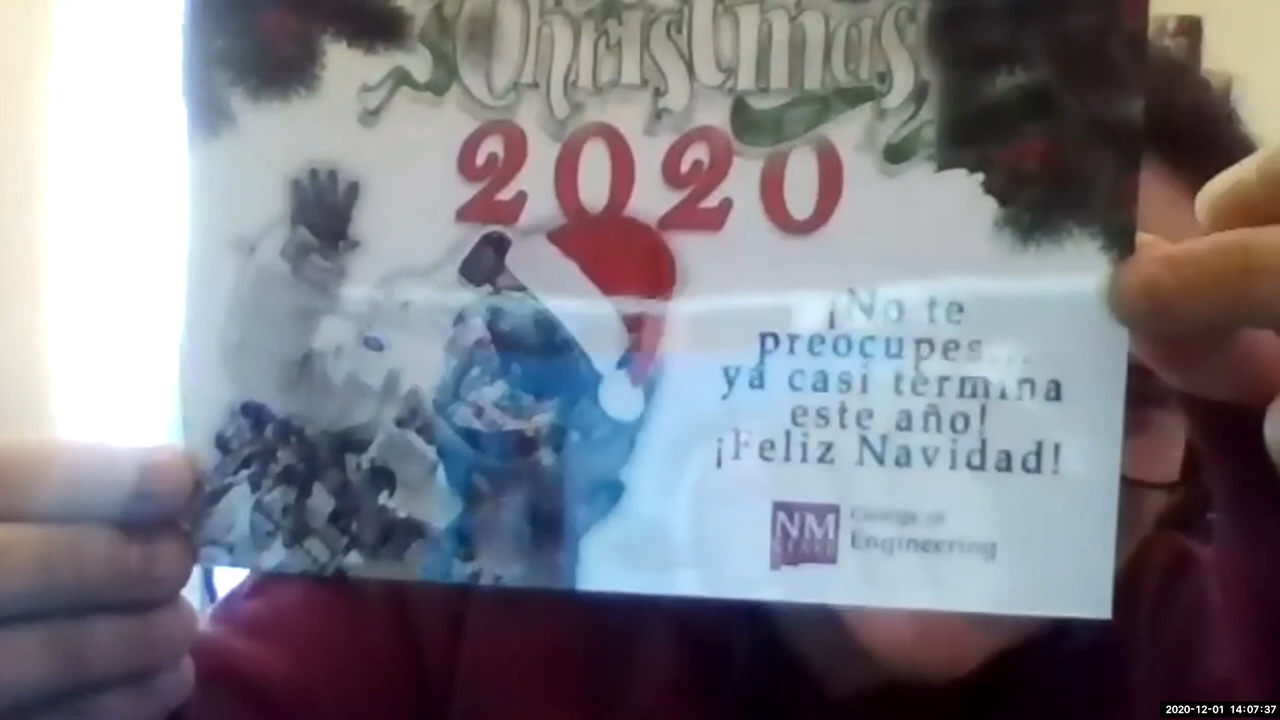 Christmas
2020
¡No te
preocupes...
ya casi termina
este año!
¡Feliz Navidad!
NM
STATE
College of
Engineering
2020-12-01 14:07:37